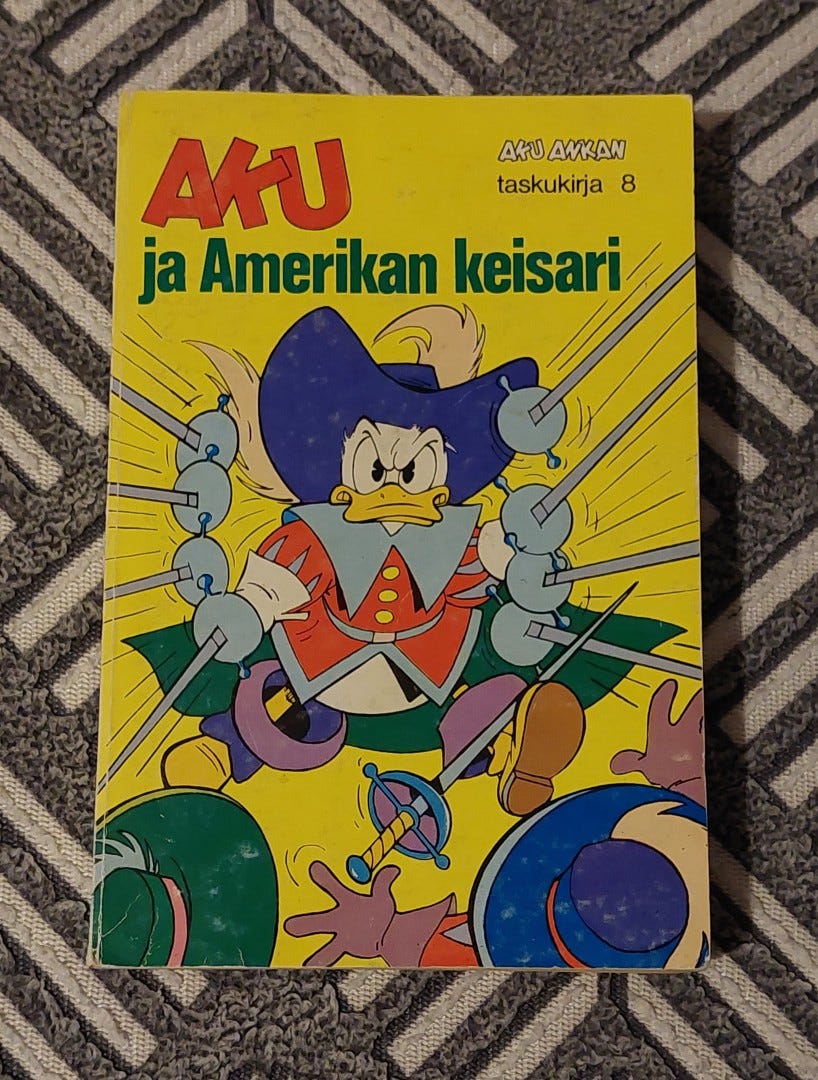 AKU
AKU ANKAN
taskukirja 8
ja Amerikan keisari